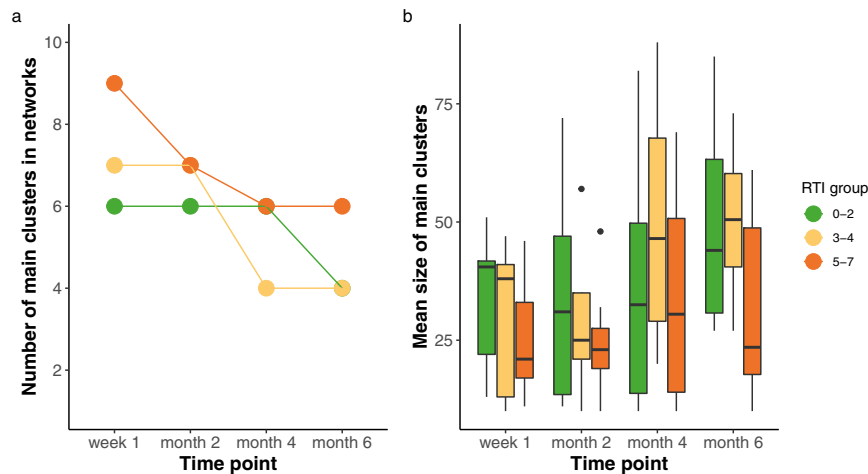 a
Number of main clusters in networks
10
8
6
4
2
week 1 month 2 month 4 month 6
Time point
b
Mean size of main clusters
75
50
25
week 1 month 2 month 4 month 6
Time point
RTI group
0-2
3-4
5-7